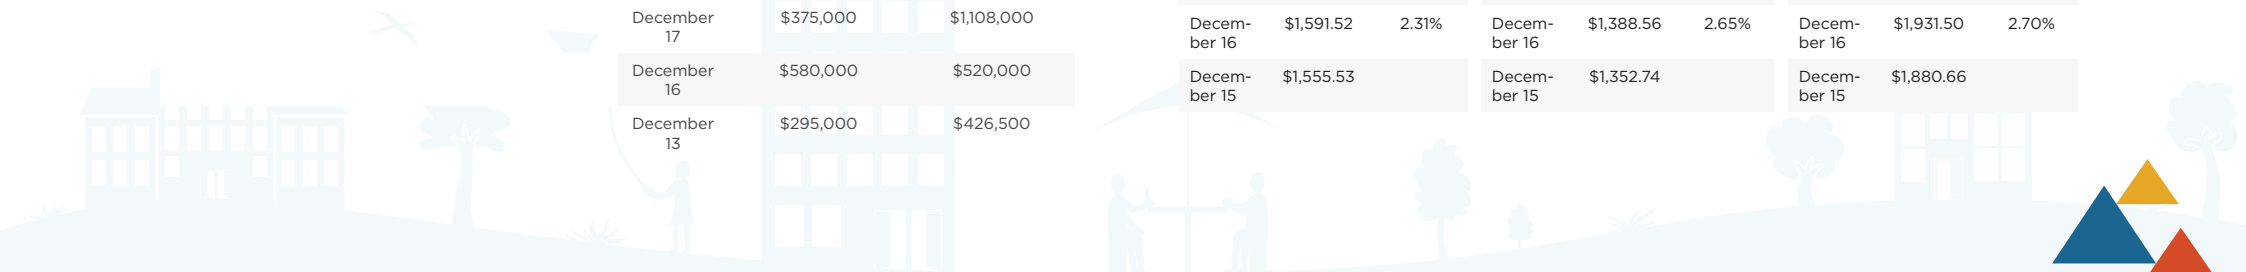 December $375,000 $1,108,000
17
December $580,000 $520,000
16
December $295,000 $426,500
13
Decem- $1,591.52 2.31%
ber 16
Decem- $1,555.53
ber 15
Decem- $1,388.56 2.65%
ber 16
Decem- $1,352.74
ber 15
Decem- $1,931.50 2.70%
ber 16
Decem- $1,880.66
ber 15